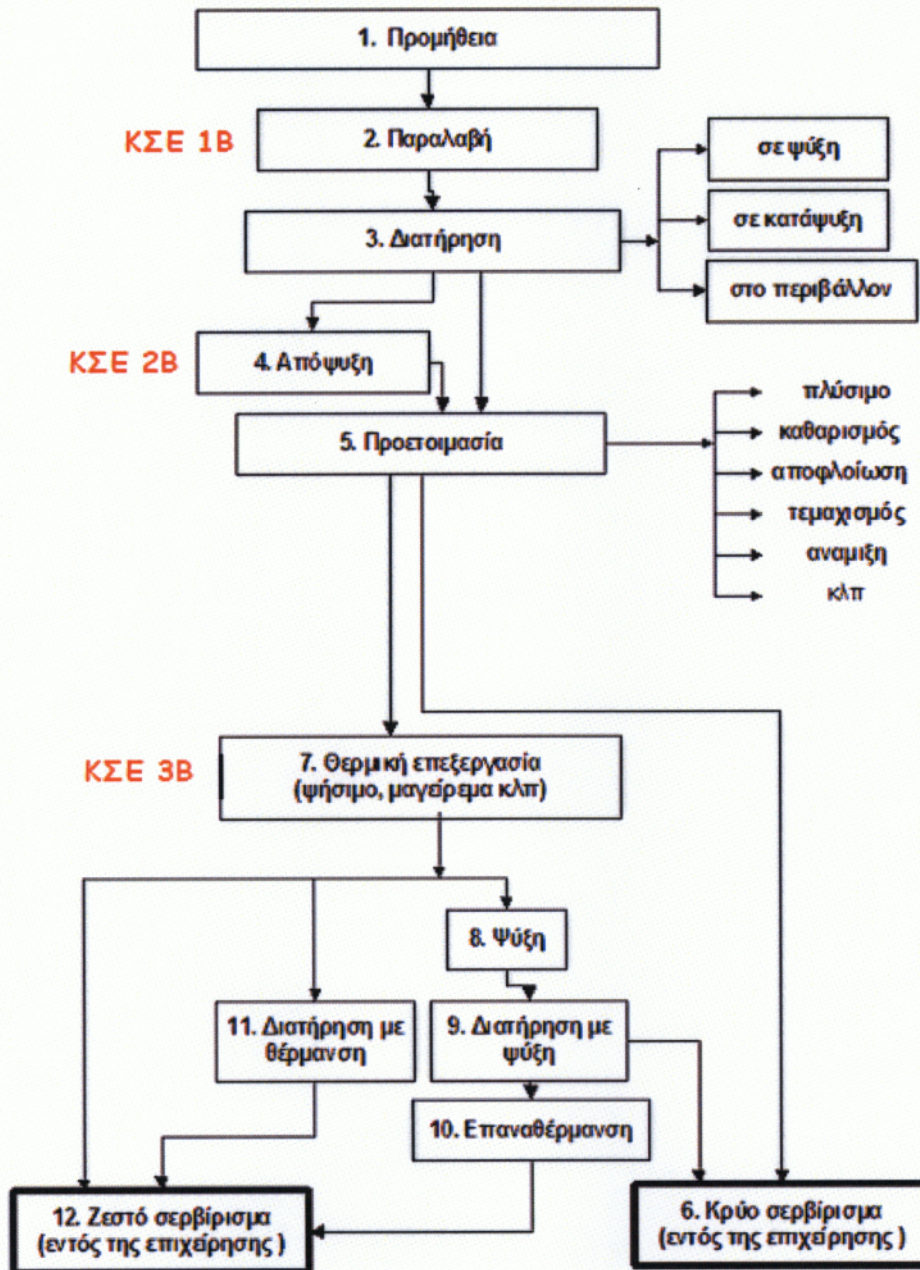 1. Προμήθεια
ΚΣΕ 1Β
2. Παραλαβή
σε ψύξη
3. Διατήρηση
σε κατάψυξη
στο περιβάλλον
ΚΣΕ 2Β
4. Απόψυξη
5. Προετοιμασία
πλύσιμο
καθαρισμός
αποφλοίωση
τεμαχισμός
αναμιξη
κλπ
ΚΣΕ 3Β
7. Θερμική επεξεργασία
(ψήσιμο, μαγείρεμα κλπ)
8. Ψύξη
11. Διατήρηση με
θέρμανση
9. Διατήρηση με
ψύξη
10. Επαναθέρμανση
12. Ζεστό σερβίρισμα
(εντός της επιχείρησης )
6. Κρύο σερβίρισμα
(εντός της επιχείρησης )